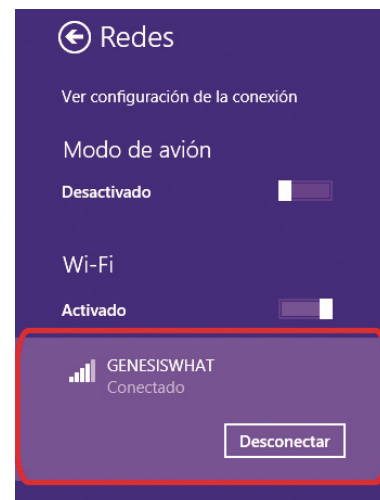 Redes
Ver configuración de la conexión
Modo de avión
Desactivado
Wi-Fi
Activado
GENESISWHAT
Conectado
Desconectar